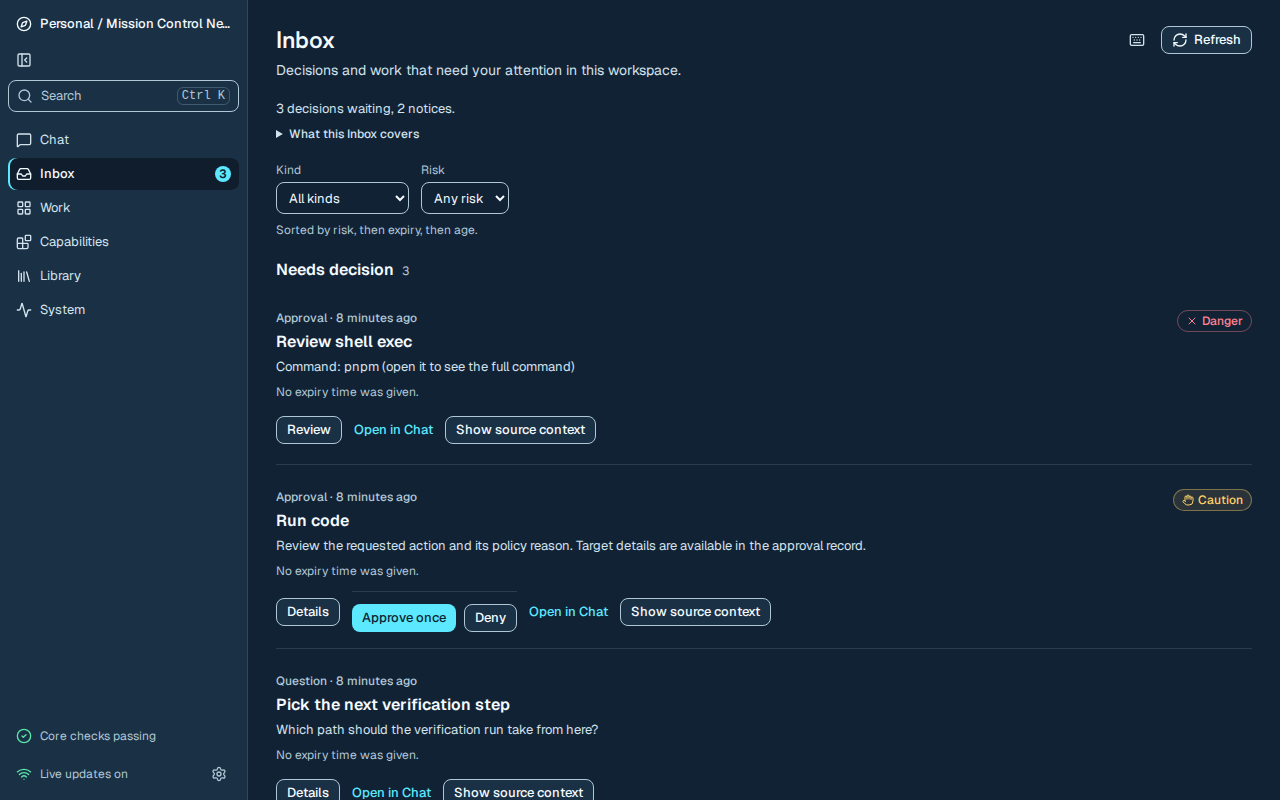 Personal / Mission Control Ne...
Search Ctrl K
Chat
Inbox 3
Work
Capabilities
Library
System
Core checks passing
Live updates on
Inbox
Refresh
Decisions and work that need your attention in this workspace.
3 decisions waiting, 2 notices.
What this Inbox covers
Kind Risk
All kinds Any risk
Sorted by risk, then expiry, then age.
Needs decision 3
Approval · 8 minutes ago
Danger
Review shell exec
Command: pnpm (open it to see the full command)
No expiry time was given.
Review Open in Chat Show source context
Approval · 8 minutes ago
Caution
Run code
Review the requested action and its policy reason. Target details are available in the approval record.
No expiry time was given.
Details Approve once Deny Open in Chat Show source context
Question · 8 minutes ago
Pick the next verification step
Which path should the verification run take from here?
No expiry time was given.
Details Open in Chat Show source context